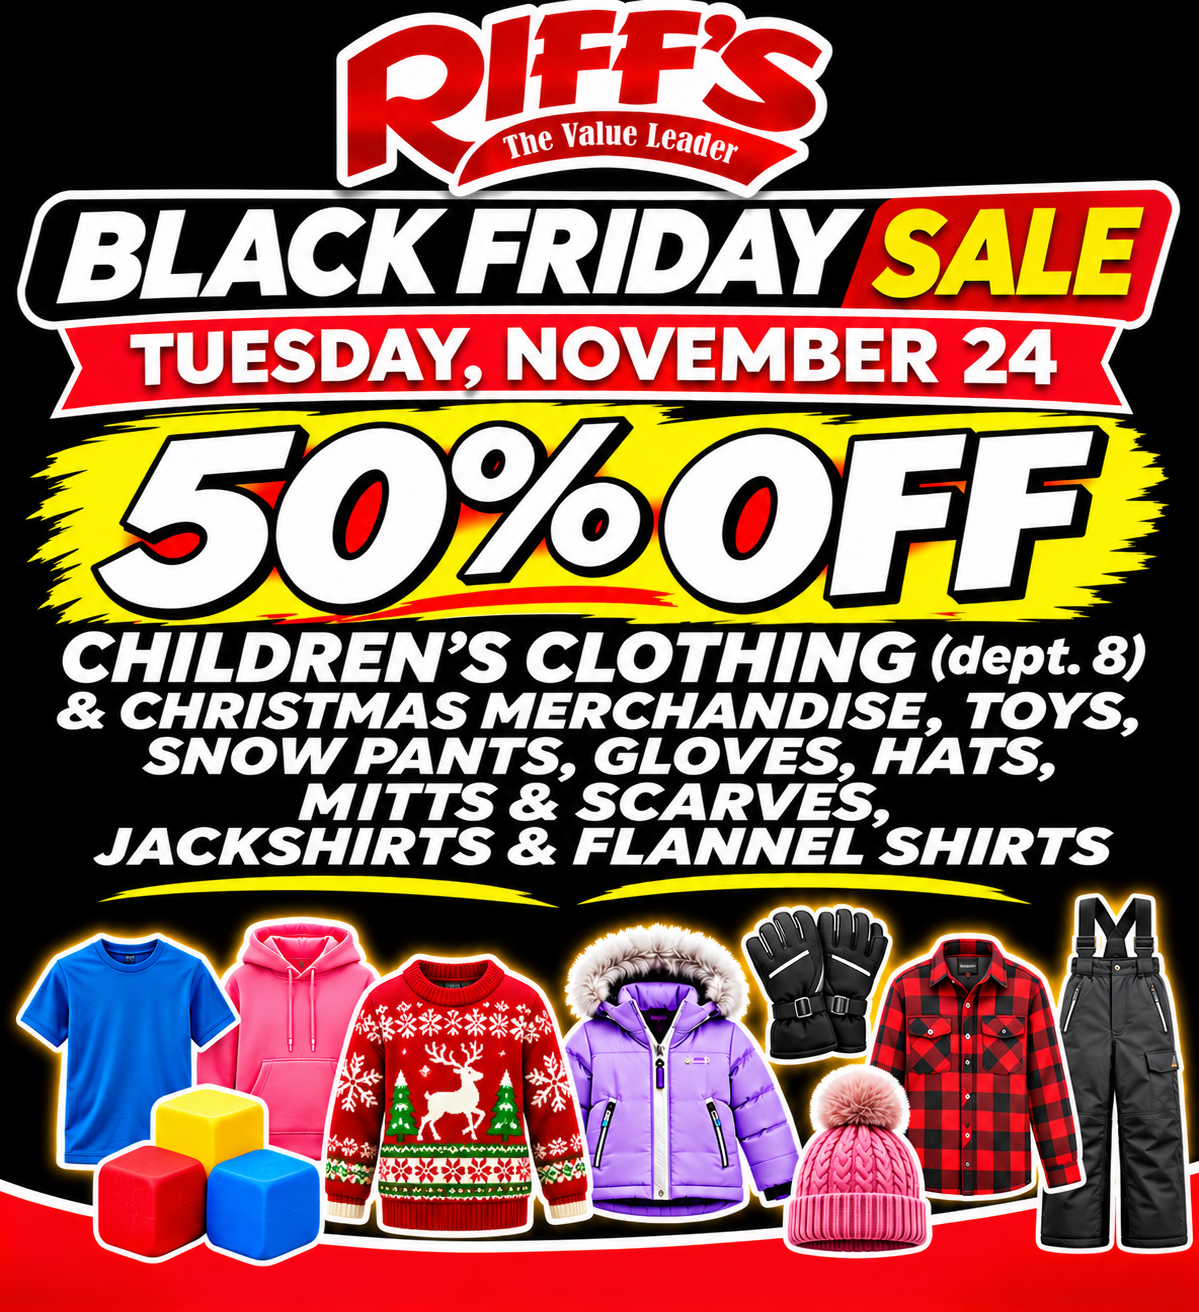 RIFF'S
The Value Leader
BLACK FRIDAY SALE
TUESDAY, NOVEMBER 24
50% OFF
CHILDREN'S CLOTHING (dept. 8)
& CHRISTMAS MERCHANDISE, TOYS,
SNOW PANTS, GLOVES, HATS,
MITTS & SCARVES,
JACKSHIRTS & FLANNEL SHIRTS